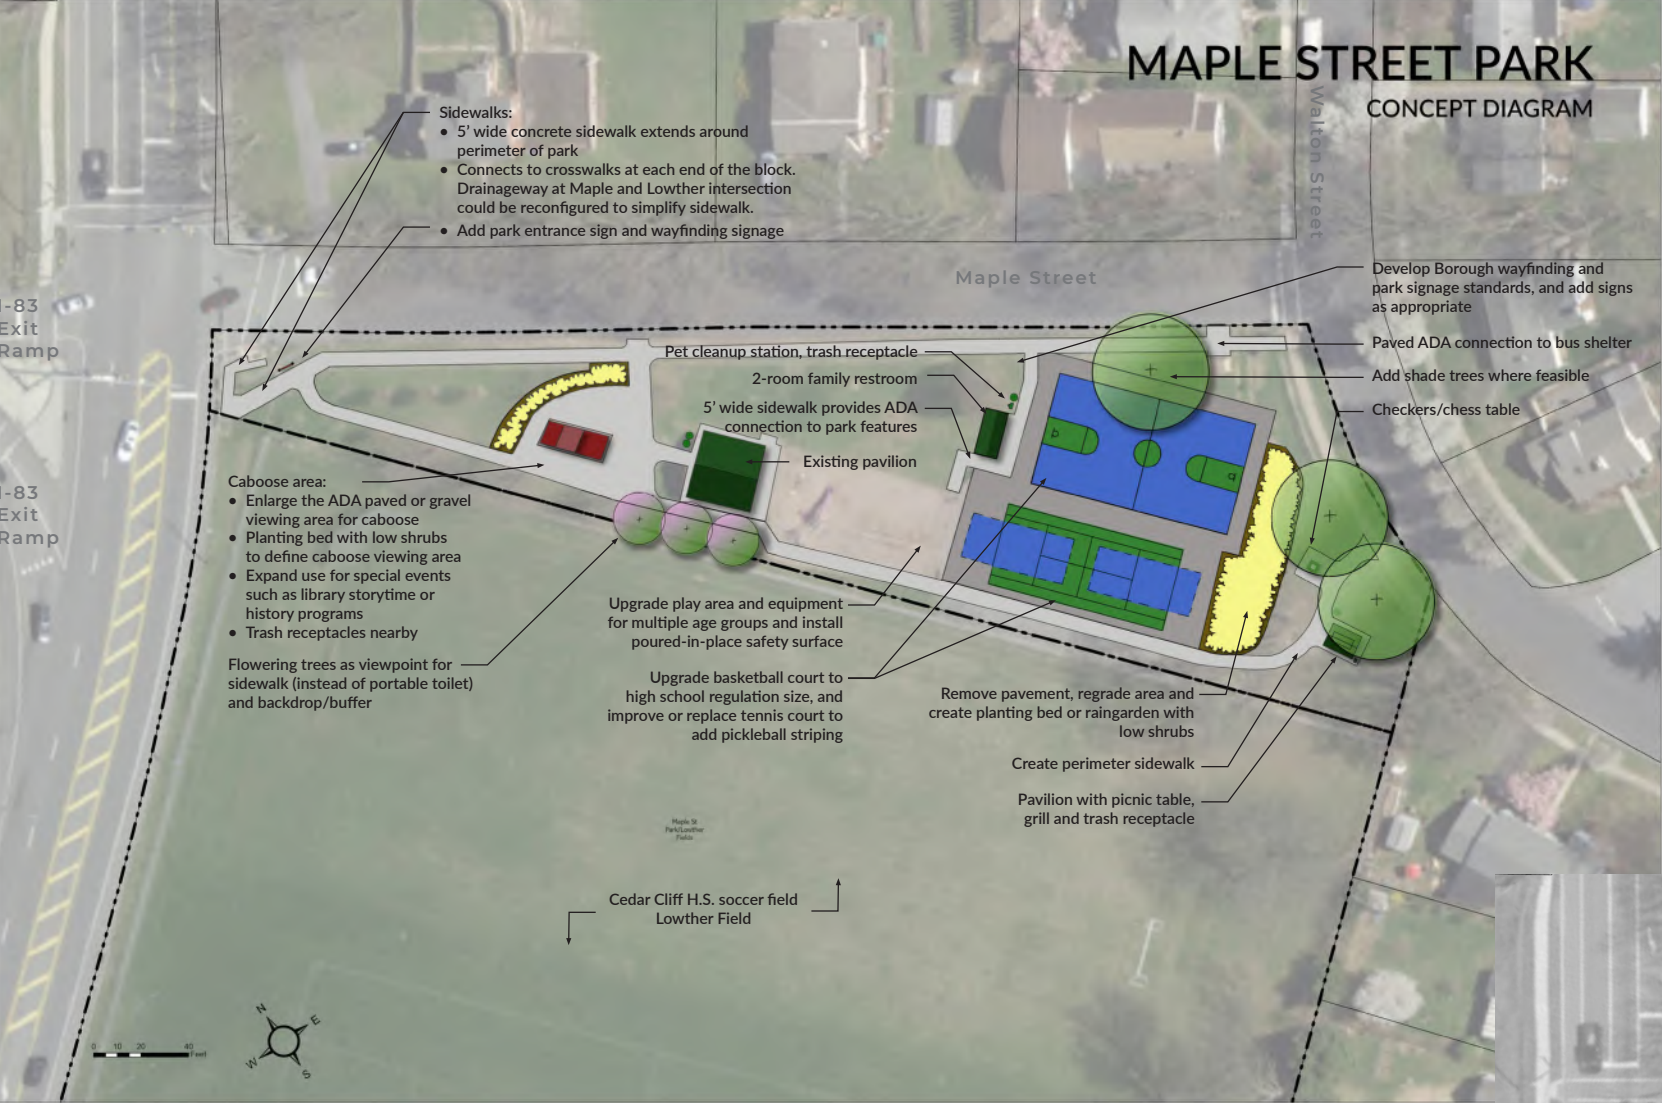 MAPLE STREET PARK
CONCEPT DIAGRAM
Walton Street
Sidewalks:
• 5’ wide concrete sidewalk extends around
perimeter of park
• Connects to crosswalks at each end of the block.
Drainageway at Maple and Lowther intersection
could be reconfigured to simplify sidewalk.
• Add park entrance sign and wayfinding signage
Maple Street
Develop Borough wayfinding and
park signage standards, and add signs
as appropriate
I-83
Exit
Ramp
Paved ADA connection to bus shelter
Pet cleanup station, trash receptacle
2-room family restroom
Add shade trees where feasible
5’ wide sidewalk provides ADA
connection to park features
Checkers/chess table
Existing pavilion
I-83
Exit
Ramp
Caboose area:
• Enlarge the ADA paved or gravel
viewing area for caboose
• Planting bed with low shrubs
to define caboose viewing area
• Expand use for special events
such as library storytime or
history programs
• Trash receptacles nearby
Flowering trees as viewpoint for
sidewalk (instead of portable toilet)
and backdrop/buffer
Upgrade play area and equipment
for multiple age groups and install
poured-in-place safety surface
Upgrade basketball court to
high school regulation size, and
improve or replace tennis court to
add pickleball striping
Remove pavement, regrade area and
create planting bed or raingarden with
low shrubs
Create perimeter sidewalk
Pavilion with picnic table,
grill and trash receptacle
Maple St
Park/Lowther
Fields
Cedar Cliff H.S. soccer field
Lowther Field
N
E
W
S
0 10 20 40
Feet